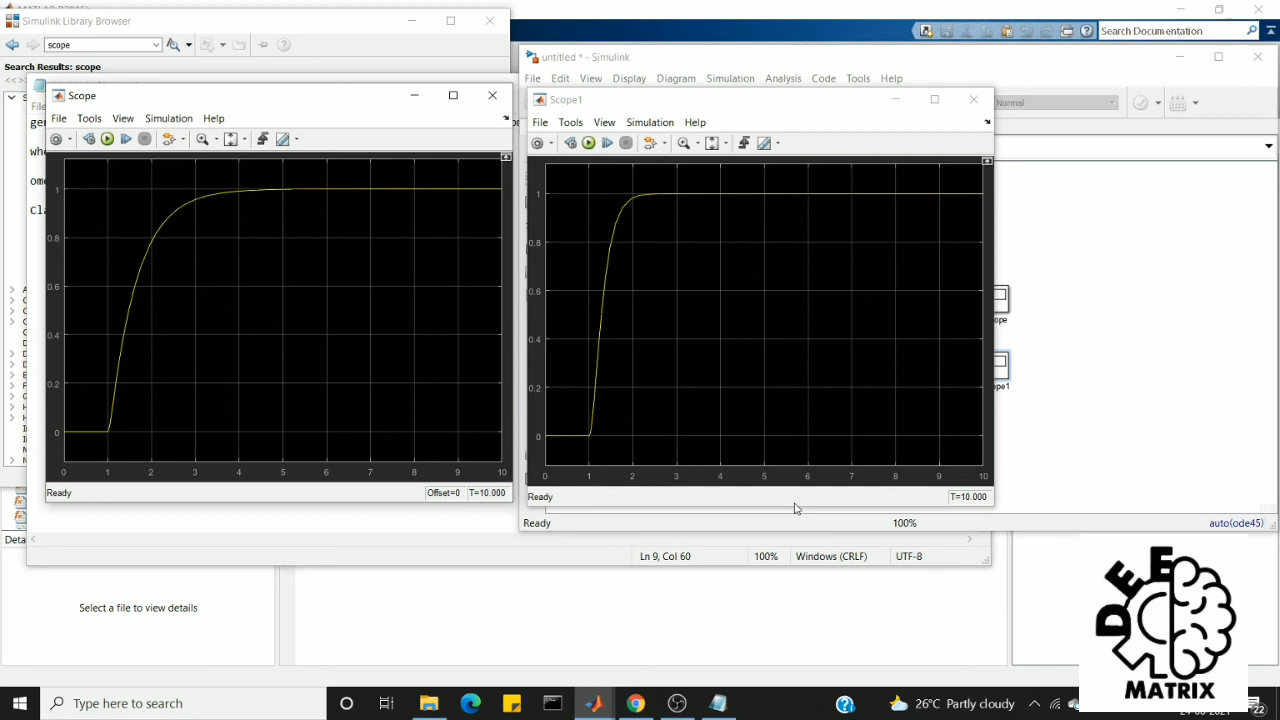 Simulink Library Browser
scope
Search Results: scope
Search Documentation
untitled * - Simulink
File Edit View Display Diagram Simulation Analysis Code Tools Help
Normal
Scope
File Tools View Simulation Help
1
0.8
0.6
0.4
0.2
0
0 1 2 3 4 5 6 7 8 9 10
Ready Offset=0 T=10.000
Scope1
File Tools View Simulation Help
1
0.8
0.6
0.4
0.2
0
0 1 2 3 4 5 6 7 8 9 10
Ready T=10.000
Ready 100% auto(ode45)
Ln 9, Col 60 100% Windows (CRLF) UTF-8
Select a file to view details
DEE
MATRIX
Type here to search
26°C Partly cloudy
22